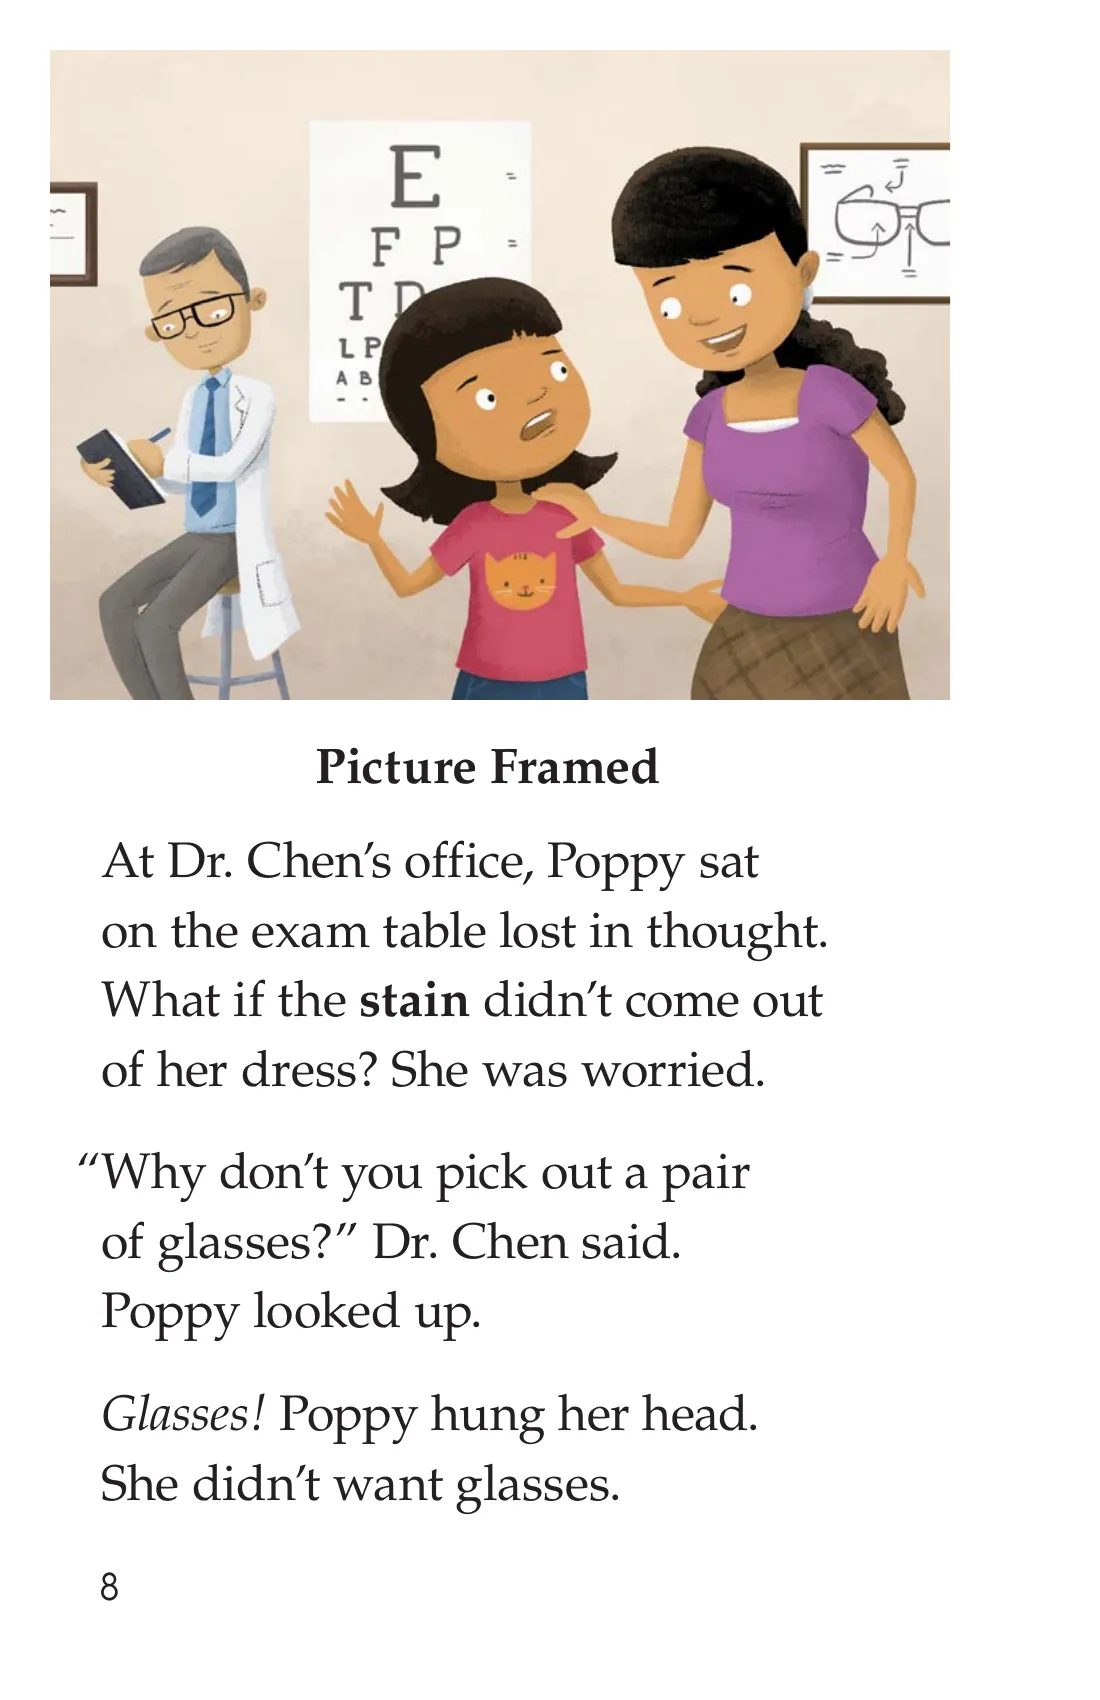 E
F P
T D
L P
A B
Picture Framed
At Dr. Chen’s office, Poppy sat
on the exam table lost in thought.
What if the stain didn’t come out
of her dress? She was worried.
“Why don’t you pick out a pair
of glasses?” Dr. Chen said.
Poppy looked up.
Glasses! Poppy hung her head.
She didn’t want glasses.
8